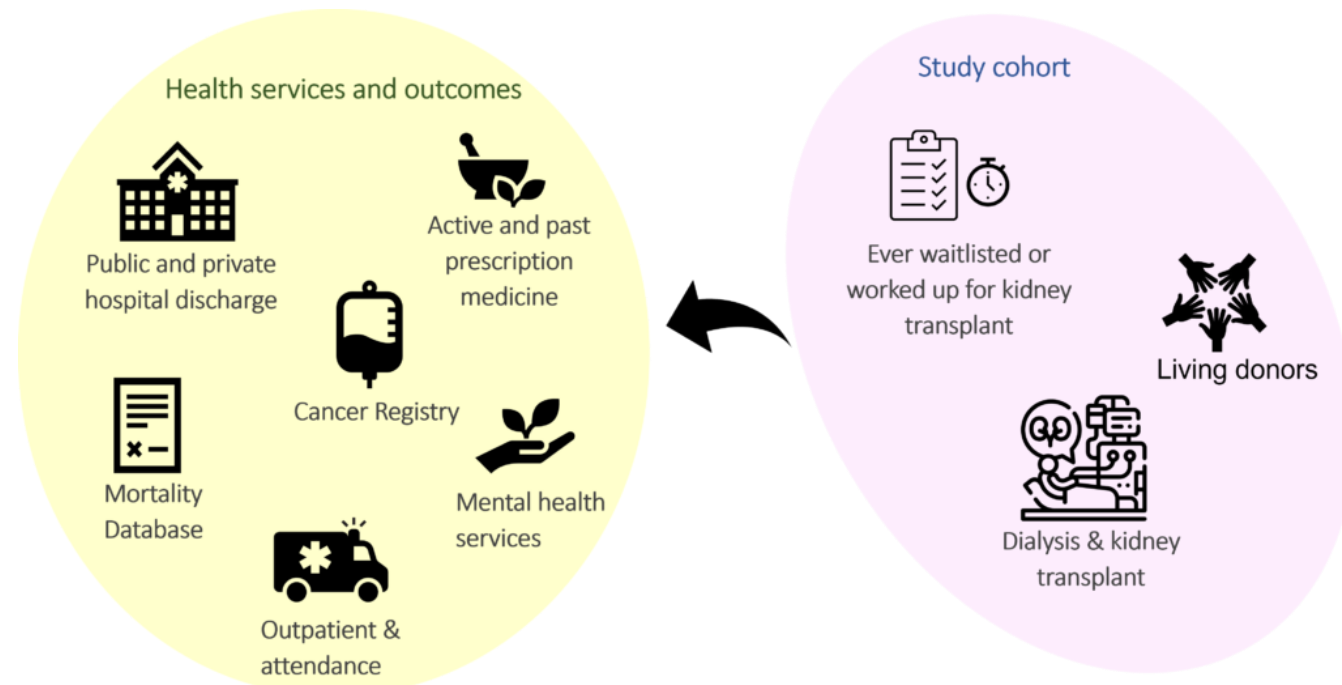 Health services and outcomes
Public and private
hospital discharge
Active and past
prescription
medicine
Cancer Registry
Mortality
Database
Mental health
services
Outpatient &
attendance
Study cohort
Ever waitlisted or
worked up for kidney
transplant
Living donors
Dialysis & kidney
transplant